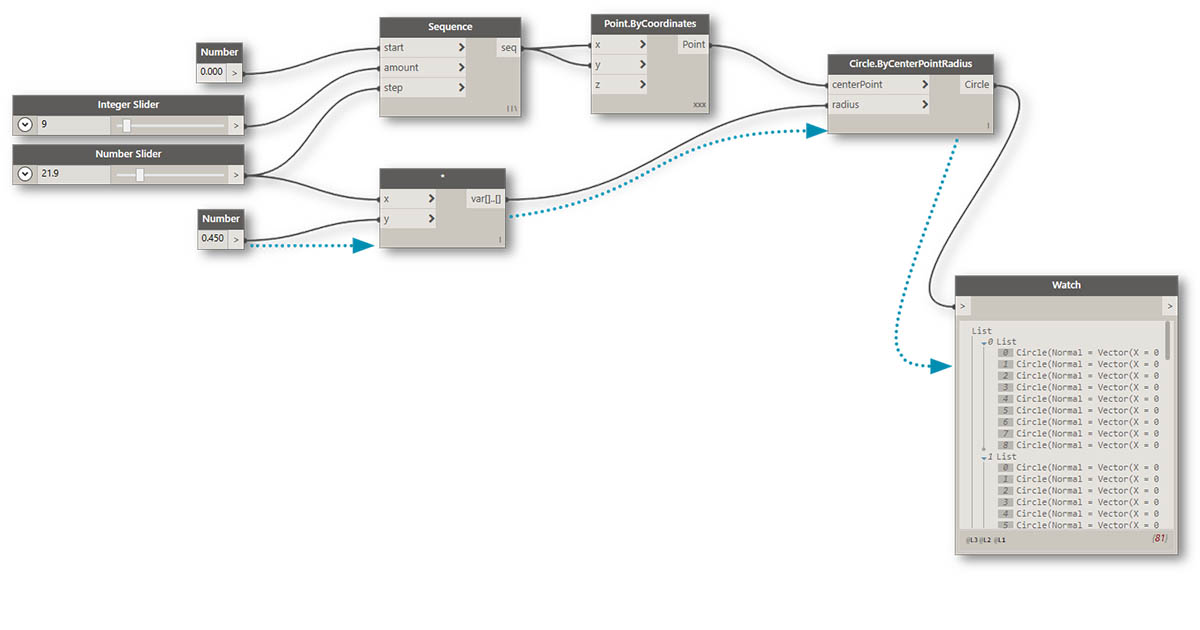 Number
0.000 >
Integer Slider
9 >
Number Slider
21.9 >
Number
0.450 >
Sequence
start > seq
amount >
step >
Point.ByCoordinates
x > Point
y >
z >
xxx
*
x > var[]..[]
y >
|
Circle.ByCenterPointRadius
centerPoint > Circle
radius >
|
Watch
> >
List
0 List
0 Circle(Normal = Vector(X = 0
1 Circle(Normal = Vector(X = 0
2 Circle(Normal = Vector(X = 0
3 Circle(Normal = Vector(X = 0
4 Circle(Normal = Vector(X = 0
5 Circle(Normal = Vector(X = 0
6 Circle(Normal = Vector(X = 0
7 Circle(Normal = Vector(X = 0
8 Circle(Normal = Vector(X = 0
1 List
0 Circle(Normal = Vector(X = 0
1 Circle(Normal = Vector(X = 0
2 Circle(Normal = Vector(X = 0
3 Circle(Normal = Vector(X = 0
4 Circle(Normal = Vector(X = 0
5 Circle(Normal = Vector(X = 0
@L3 @L2 @L1 {81}